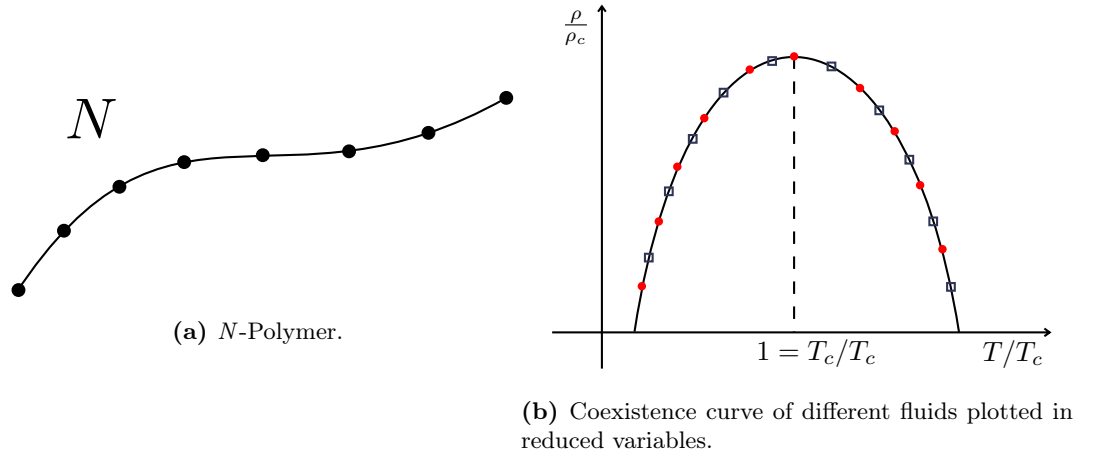 N
(a) N-Polymer.
ρ/ρc
1 = Tc/Tc
T/Tc
(b) Coexistence curve of different fluids plotted in
reduced variables.